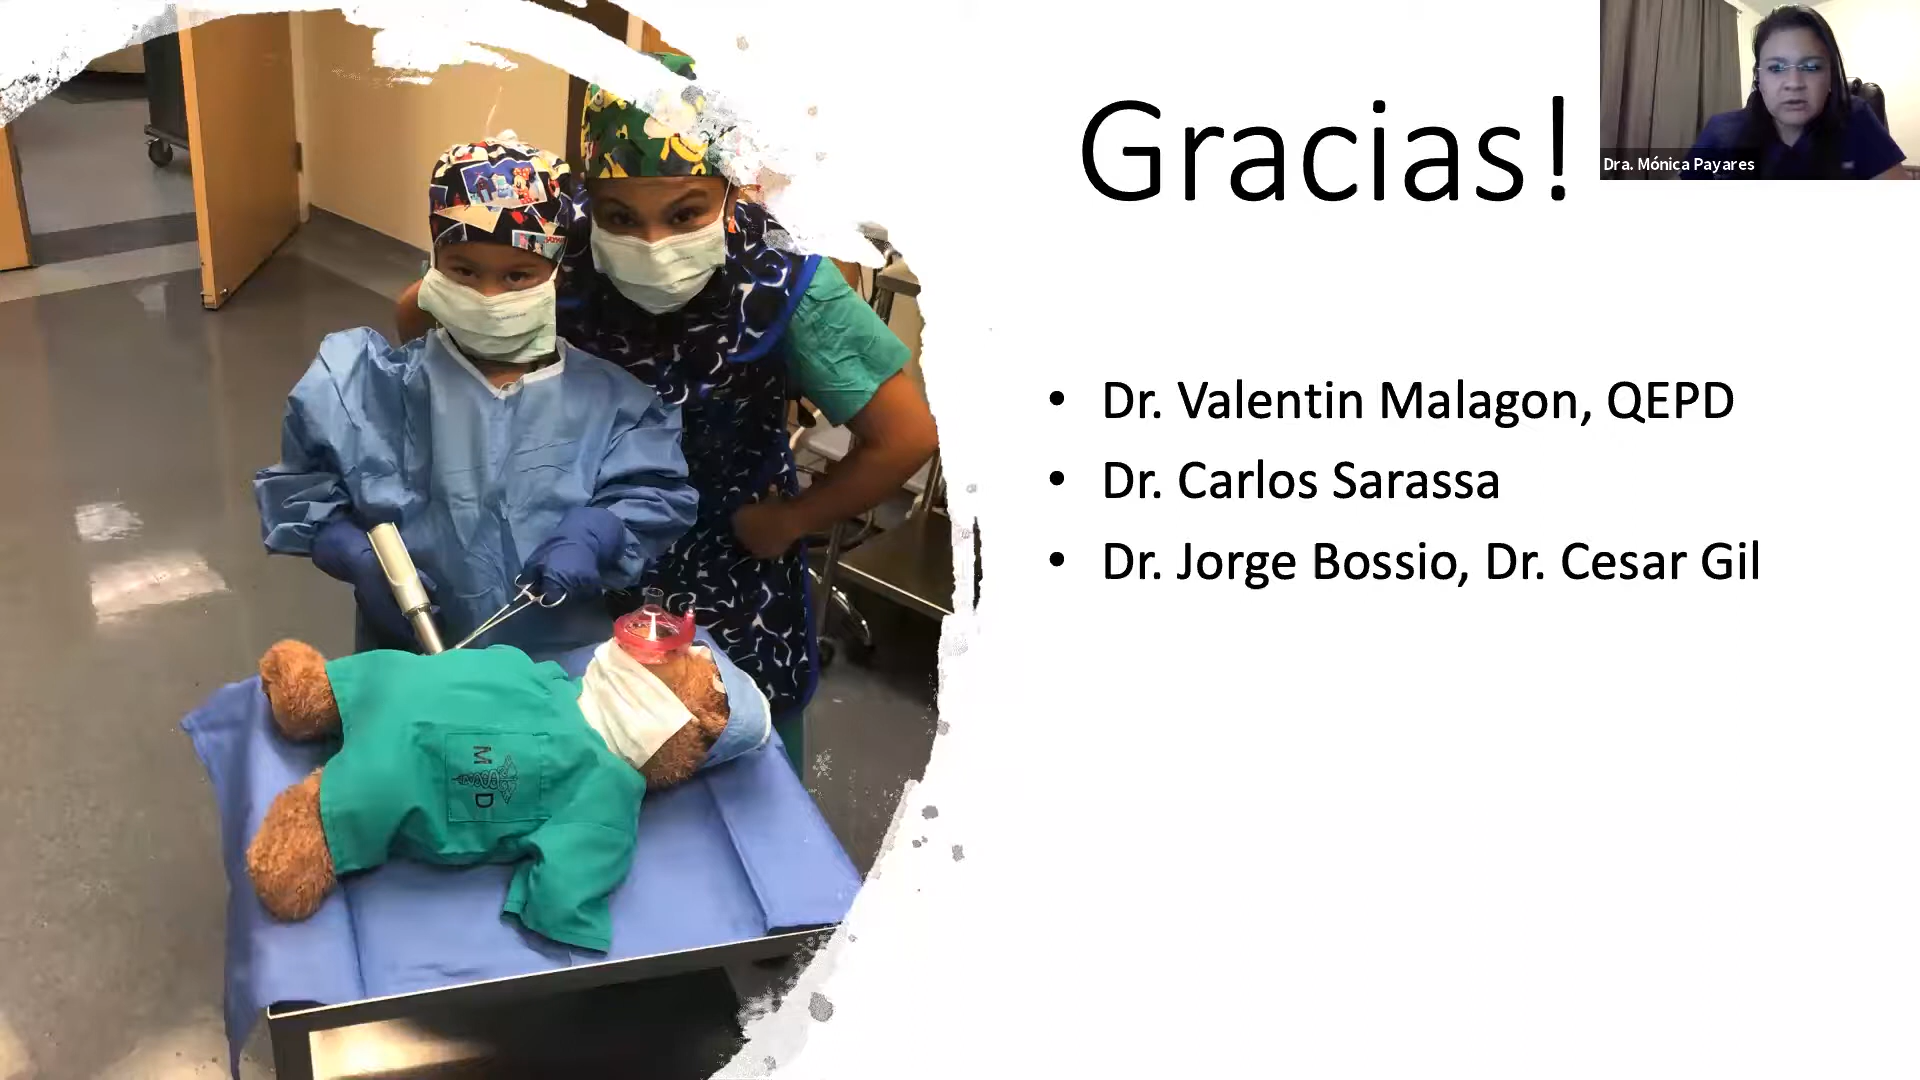 Gracias!
Dra. Mónica Payares
• Dr. Valentin Malagon, QEPD
• Dr. Carlos Sarassa
• Dr. Jorge Bossio, Dr. Cesar Gil
M D